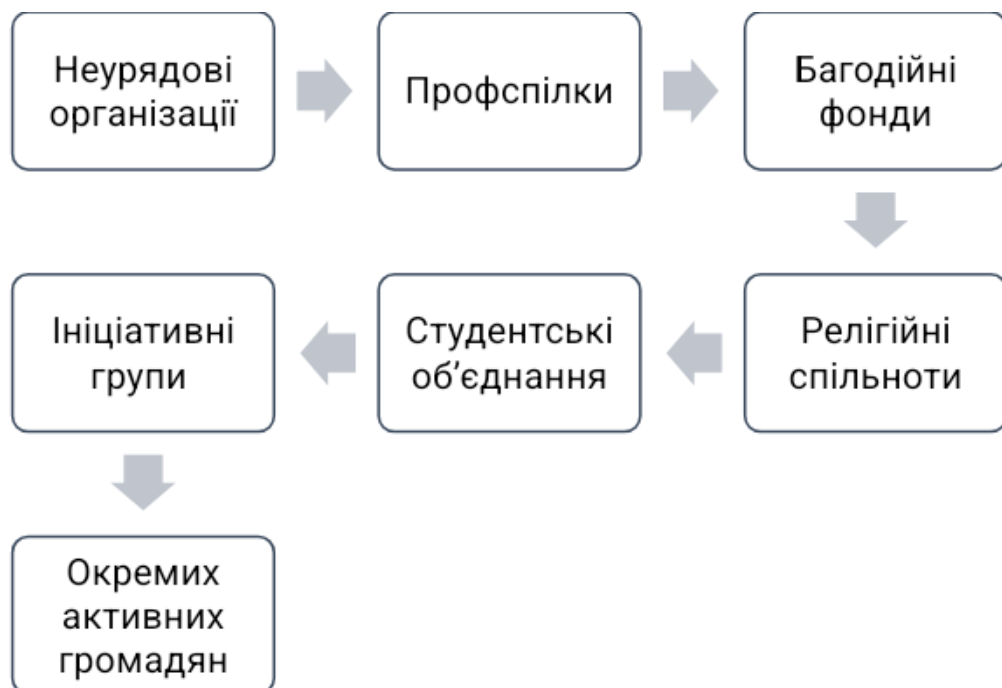 Неурядові
організації
Профспілки
Багодійні
фонди
Релігійні
спільноти
Студентські
об’єднання
Ініціативні
групи
Окремих
активних
громадян